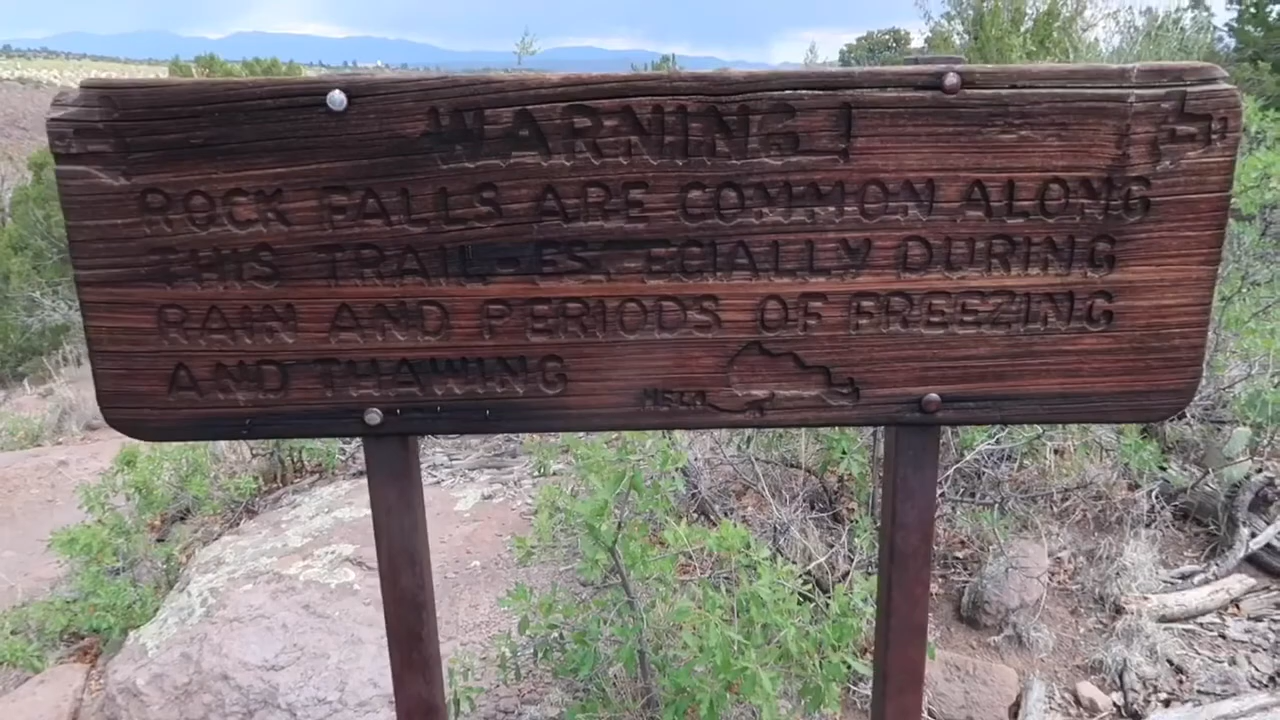 WARNING!
ROCK FALLS ARE COMMON ALONG
THIS TRAIL - ESPECIALLY DURING
RAIN AND PERIODS OF FREEZING
AND THAWING